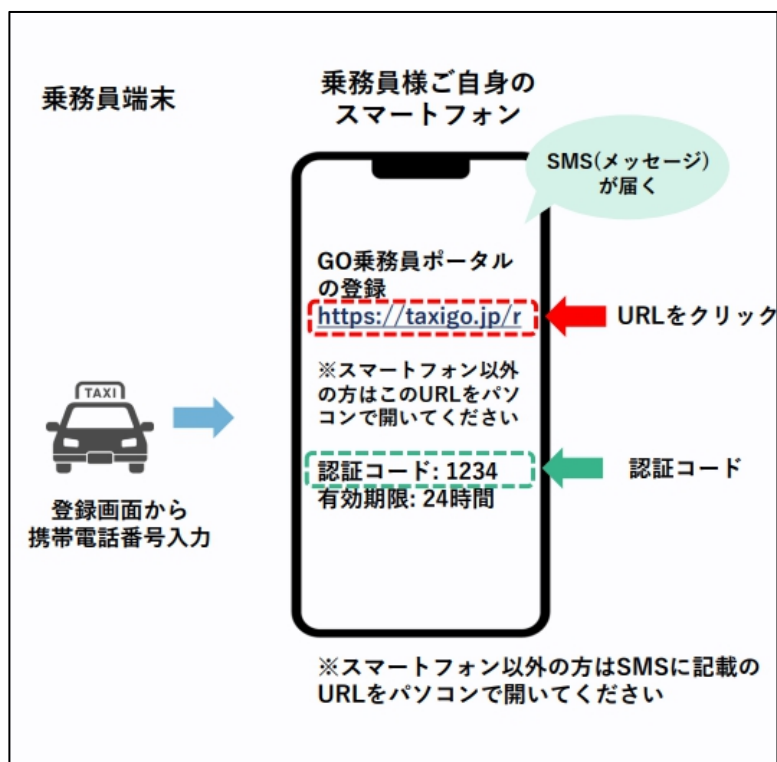 乗務員端末
乗務員様ご自身の
スマートフォン
SMS(メッセージ)
が届く
GO乗務員ポータル
の登録
https://taxigo.jp/r
URLをクリック
※スマートフォン以外
の方はこのURLをパソ
コンで開いてください
TAXI
認証コード: 1234
認証コード
有効期限: 24時間
登録画面から
携帯電話番号入力
※スマートフォン以外の方はSMSに記載の
URLをパソコンで開いてください